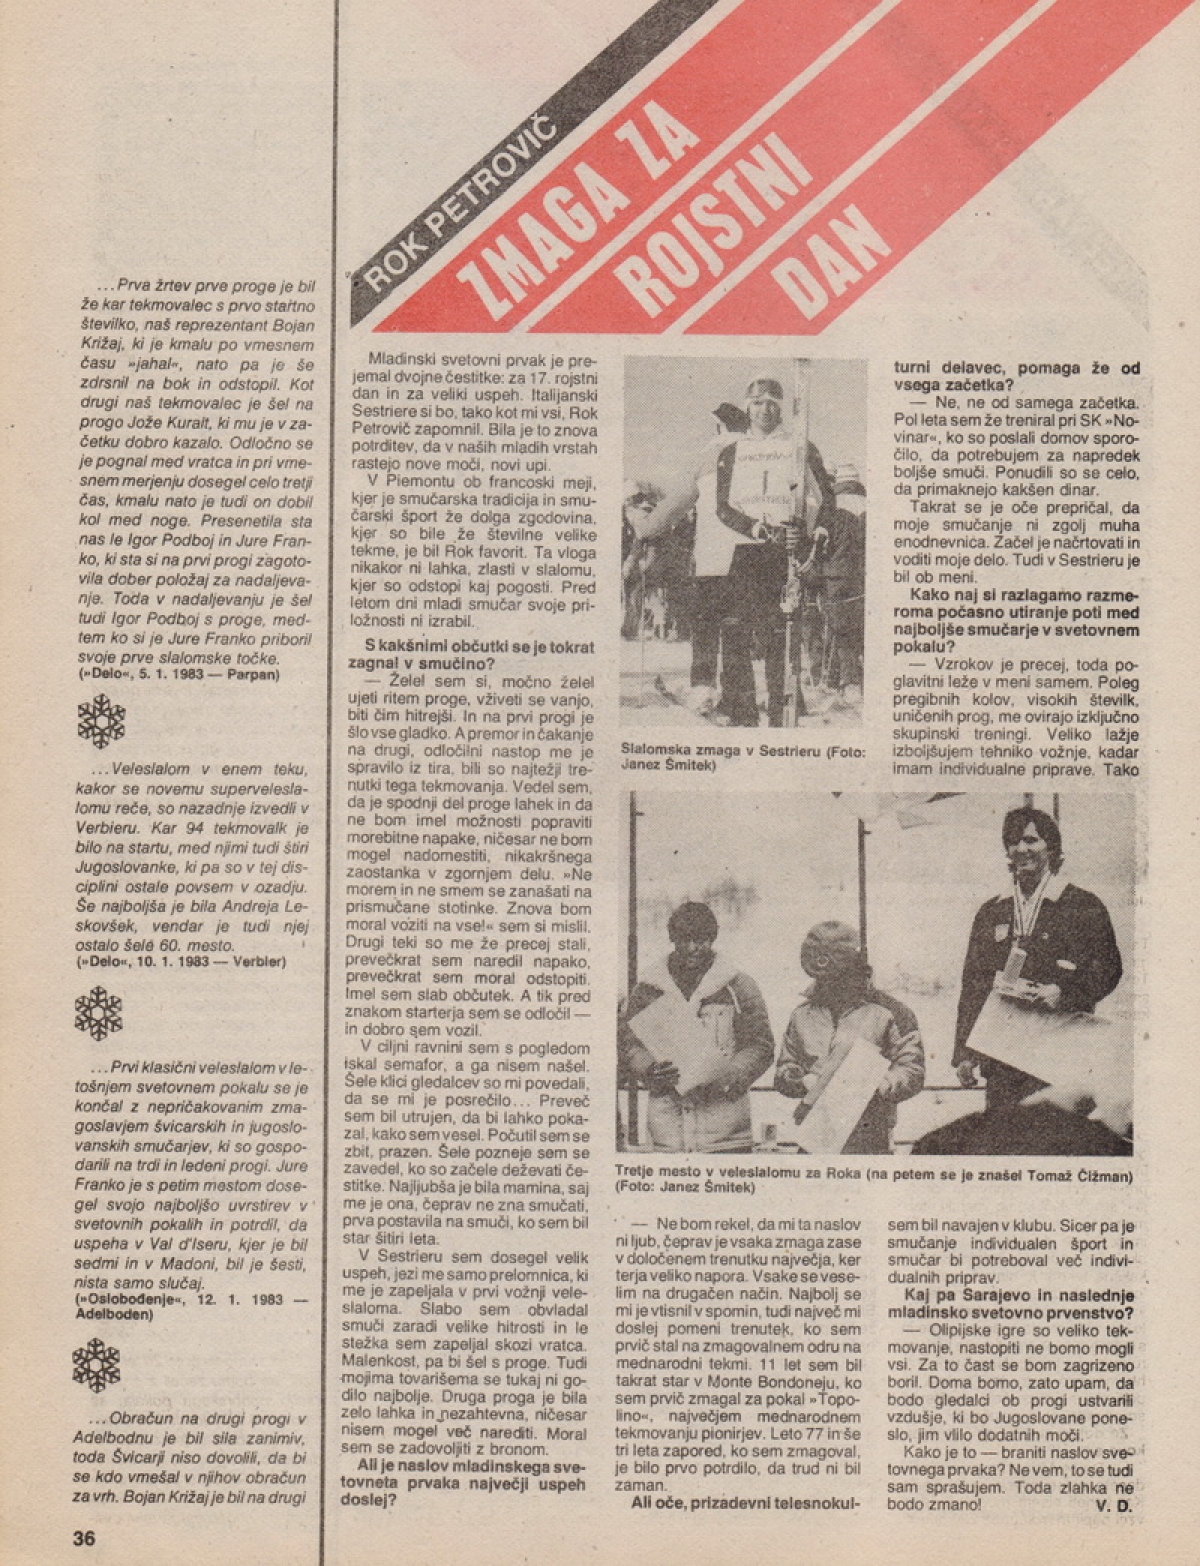 ROK PETROVIČ
ZMAGA ZA
ROJSTNI
DAN
...Prva žrtev prve proge je bil
že kar tekmovalec s prvo startno
številko, naš reprezentant Bojan
Križaj, ki je kmalu po vmesnem
času »jahal«, nato pa je še
zdrsnil na bok in odstopil. Kot
drugi naš tekmovalec je šel na
progo Jože Kuralt, ki mu je v za-
četku dobro kazalo. Odločno se
je pognal med vratca in pri vme-
snem merjenju dosegel celo tretji
čas, kmalu nato je tudi on dobil
kol med noge. Presenetila sta
nas le Igor Podboj in Jure Fran-
ko, ki sta si na prvi progi zagoto-
vila dober položaj za nadaljeva-
nje. Toda v nadaljevanju je šel
tudi Igor Podboj s proge, med-
tem ko si je Jure Franko priboril
svoje prve slalomske točke.
(»Delo«, 5. 1. 1983 — Parpan)
...Veleslalom v enem teku,
kakor se novemu superveleslа-
lomu reče, so nazadnje izvedli v
Verbieru. Kar 94 tekmovalk je
bilo na startu, med njimi tudi štiri
Jugoslovanke, ki pa so v tej dis-
ciplini ostale povsem v ozadju.
Še najboljša je bila Andreja Le-
skovšek, vendar je tudi njej
ostalo šele 60. mesto.
(»Delo«, 10. 1. 1983 — Verbier)
...Prvi klasični veleslalom v le-
tošnjem svetovnem pokalu se je
končal z nepričakovanim zma-
goslavjem švicarskih in jugoslo-
vanskih smučarjev, ki so gospo-
darili na trdi in ledeni progi. Jure
Franko je s petim mestom dose-
gel svojo najboljšo uvrstirev v
svetovnih pokalih in potrdil, da
uspeha v Val d'Iseru, kjer je bil
sedmi in v Madoni, bil je šesti,
nista samo slučaj.
(»Oslobođenje«, 12. 1. 1983 —
Adelboden)
...Obračun na drugi progi v
Adelbodnu je bil sila zanimiv,
toda Švicarji niso dovolili, da bi
se kdo vmešal v njihov obračun
za vrh. Bojan Križaj je bil na drugi
36
Mladinski svetovni prvak je pre-
jemal dvojne čestitke: za 17. rojstni
dan in za veliki uspeh. Italijanski
Sestriere si bo, tako kot mi vsi, Rok
Petrovič zapomnil. Bila je to znova
potrditev, da v naših mladih vrstah
rastejo nove moči, novi upi.
V Piemontu ob francoski meji,
kjer je smučarska tradicija in smu-
čarski šport že dolga zgodovina,
kjer so bile že številne velike
tekme, je bil Rok favorit. Ta vloga
nikakor ni lahka, zlasti v slalomu,
kjer so odstopi kaj pogosti. Pred
letom dni mladi smučar svoje pri-
ložnosti ni izrabil.
S kakšnimi občutki se je tokrat
zagnal v smučino?
— Želel sem si, močno želel
ujeti ritem proge, vživeti se vanjo,
biti čim hitrejši. In na prvi progi je
šlo vse gladko. A premor in čakanje
na drugi, odločilni nastop me je
spravilo iz tira, bili so najtežji tre-
nutki tega tekmovanja. Vedel sem,
da je spodnji del proge lahek in da
ne bom imel možnosti popraviti
morebitne napake, ničesar ne bom
mogel nadomestiti, nikakršnega
zaostanka v zgornjem delu. »Ne
morem in ne smem se zanašati na
prismučane stotinke. Znova bom
moral voziti na vse!« sem si mislil.
Drugi teki so me že precej stali,
prevečkrat sem naredil napako,
prevečkrat sem moral odstopiti.
Imel sem slab občutek. A tik pred
znakom starterja sem se odločil —
in dobro sem vozil.
V ciljni ravnini sem s pogledom
iskal semafor, a ga nisem našel.
Šele klici gledalcev so mi povedali,
da se mi je posrečilo... Preveč
sem bil utrujen, da bi lahko poka-
zal, kako sem vesel. Počutil sem se
zbit, prazen. Šele pozneje sem se
zavedel, ko so začele deževati če-
stitke. Najljubša je bila mamina, saj
me je ona, čeprav ne zna smučati,
prva postavila na smuči, ko sem bil
star šitiri leta.
V Sestrieru sem dosegel velik
uspeh, jezi me samo prelomnica, ki
me je zapeljala v prvi vožnji vele-
slaloma. Slabo sem obvladal
smuči zaradi velike hitrosti in le
stežka sem zapeljal skozi vratca.
Malenkost, pa bi šel s proge. Tudi
mojima tovarišema se tukaj ni go-
dilo najbolje. Druga proga je bila
zelo lahka in nezahtevna, ničesar
nisem mogel več narediti. Moral
sem se zadovoljiti z bronom.
Ali je naslov mladinskega sve-
tovneta prvaka največji uspeh
doslej?
Slalomska zmaga v Sestrieru (Foto:
Janez Šmitek)
Tretje mesto v veleslalomu za Roka (na petem se je znašel Tomaž Čižman)
(Foto: Janez Šmitek)
— Ne bom rekel, da mi ta naslov
ni ljub, čeprav je vsaka zmaga zase
v določenem trenutku največja, ker
terja veliko napora. Vsake se vese-
lim na drugačen način. Najbolj se
mi je vtisnil v spomin, tudi največ mi
doslej pomeni trenutek, ko sem
prvič stal na zmagovalnem odru na
mednarodni tekmi. 11 let sem bil
takrat star v Monte Bondoneju, ko
sem prvič zmagal za pokal »Topo-
lino«, največjem mednarodnem
tekmovanju pionirjev. Leto 77 in še
tri leta zapored, ko sem zmagoval,
je bilo prvo potrdilo, da trud ni bil
zaman.
Ali oče, prizadevni telesnokul-
turni delavec, pomaga že od
vsega začetka?
— Ne, ne od samega začetka.
Pol leta sem že treniral pri SK »No-
vinar«, ko so poslali domov sporo-
čilo, da potrebujem za napredek
boljše smuči. Ponudili so se celo,
da primaknejo kakšen dinar.
Takrat se je oče prepričal, da
moje smučanje ni zgolj muha
enodnevnica. Začel je načrtovati in
voditi moje delo. Tudi v Sestrieru je
bil ob meni.
Kako naj si razlagamo razme-
roma počasno utiranje poti med
najboljše smučarje v svetovnem
pokalu?
— Vzrokov je precej, toda po-
glavitni leže v meni samem. Poleg
pregibnih kolov, visokih številk,
uničenih prog, me ovirajo izključno
skupinski treningi. Veliko lažje
izboljšujem tehniko vožnje, kadar
imam individualne priprave. Tako
sem bil navajen v klubu. Sicer pa je
smučanje individualen šport in
smučar bi potreboval več indivi-
dualnih priprav.
Kaj pa Sarajevo in naslednje
mladinsko svetovno prvenstvo?
— Olipijske igre so veliko tek-
movanje, nastopiti ne bomo mogli
vsi. Za to čast se bom zagrizeno
boril. Doma bomo, zato upam, da
bodo gledalci ob progi ustvarili
vzdušje, ki bo Jugoslovane pone-
slo, jim vlilo dodatnih moči.
Kako je to — braniti naslov sve-
tovnega prvaka? Ne vem, to se tudi
sam sprašujem. Toda zlahka ne
bodo zmano!
V. D.